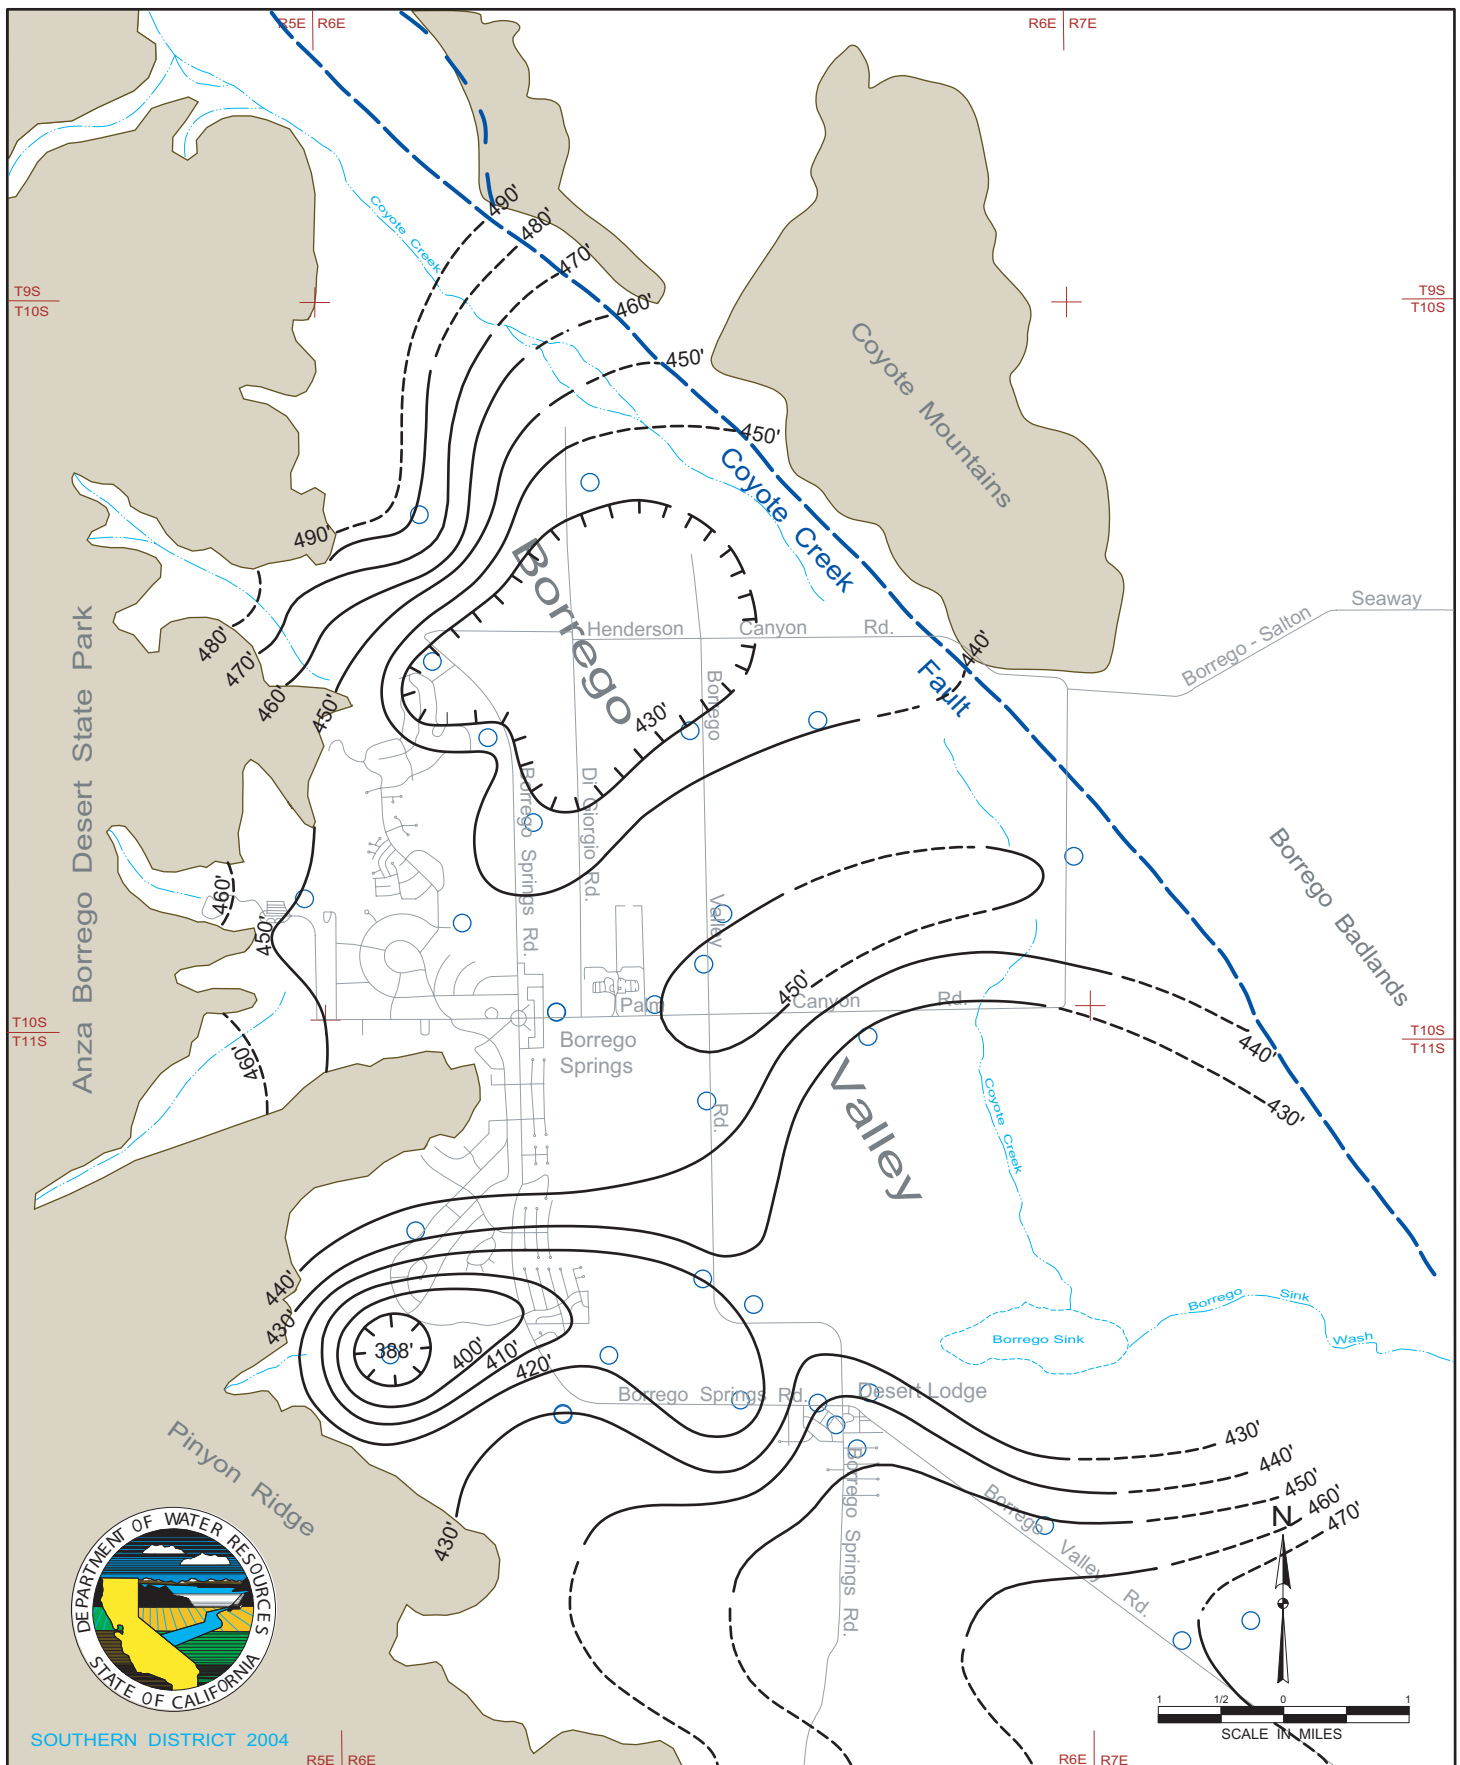 R5E R6E
R6E R7E
490'
480'
470'
460'
450'
450'
Coyote Creek
T9S
T10S
T9S
T10S
Coyote Mountains
Coyote Creek Fault
490'
480'
470'
460'
450'
Borrego
Valley
Henderson Canyon Rd.
440'
Seaway
Borrego - Salton
430'
Borrego Valley Rd.
Di Giorgio Rd.
Borrego Springs Rd.
Anza Borrego Desert State Park
Borrego Badlands
460'
450'
460'
450'
Palm Canyon Rd.
T10S
T11S
T10S
T11S
Borrego
Springs
440'
430'
Coyote Creek
440'
430'
388'
400'
410'
420'
Borrego Sink
Borrego Sink Wash
Borrego Springs Rd.
Desert Lodge
Pinyon Ridge
430'
Borrego Springs Rd.
Borrego Valley Rd.
430'
440'
450'
460'
470'
N
DEPARTMENT OF WATER RESOURCES
STATE OF CALIFORNIA
SOUTHERN DISTRICT 2004
1 1/2 0 1
SCALE IN MILES
R5E R6E
R6E R7E